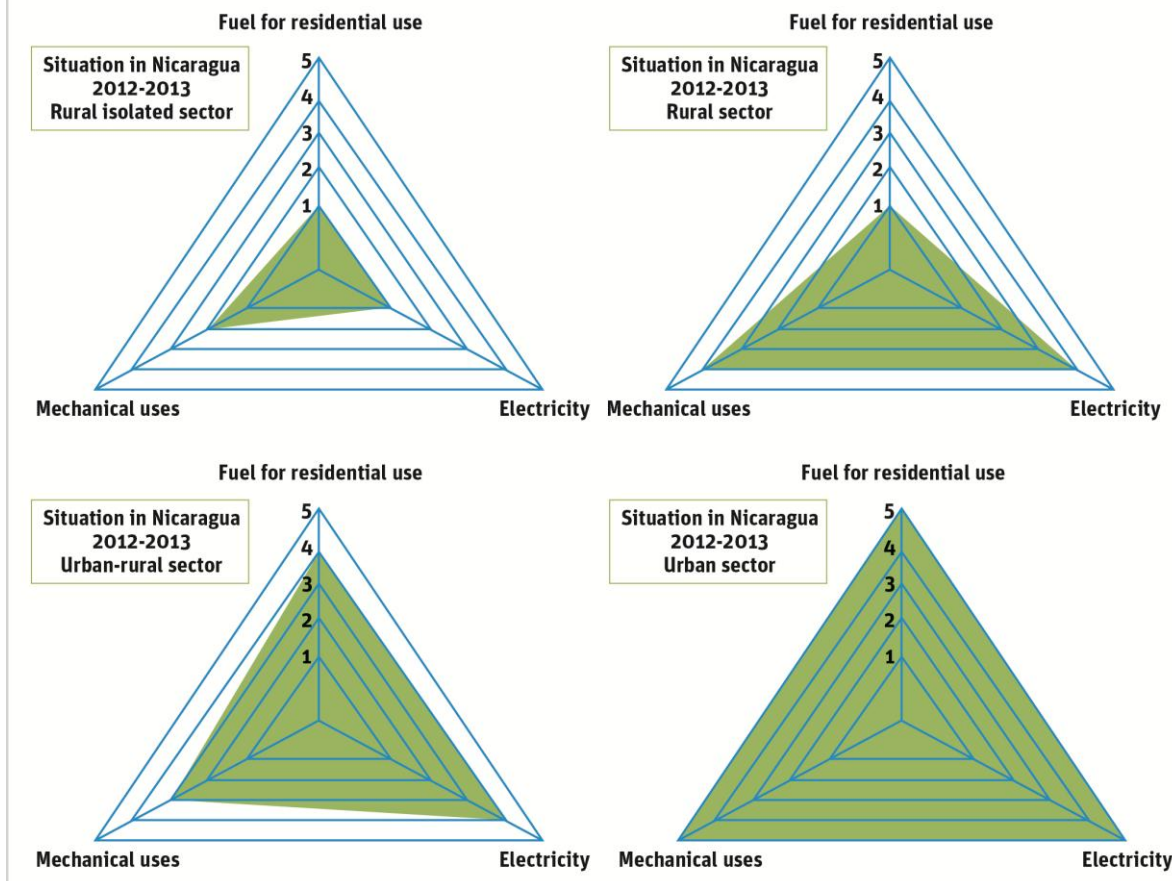 Fuel for residential use
Situation in Nicaragua
2012-2013
Rural isolated sector
5
4
3
2
1
Mechanical uses
Electricity
Fuel for residential use
Situation in Nicaragua
2012-2013
Rural sector
5
4
3
2
1
Mechanical uses
Electricity
Fuel for residential use
Situation in Nicaragua
2012-2013
Urban-rural sector
5
4
3
2
1
Mechanical uses
Electricity
Fuel for residential use
Situation in Nicaragua
2012-2013
Urban sector
5
4
3
2
1
Mechanical uses
Electricity